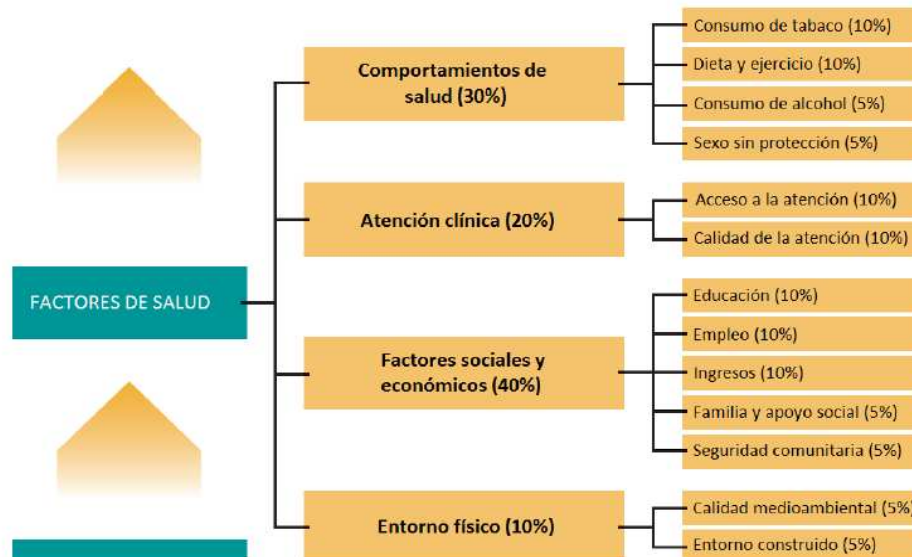 FACTORES DE SALUD
Comportamientos de
salud (30%)
Consumo de tabaco (10%)
Dieta y ejercicio (10%)
Consumo de alcohol (5%)
Sexo sin protección (5%)
Atención clínica (20%)
Acceso a la atención (10%)
Calidad de la atención (10%)
Factores sociales y
económicos (40%)
Educación (10%)
Empleo (10%)
Ingresos (10%)
Familia y apoyo social (5%)
Seguridad comunitaria (5%)
Entorno físico (10%)
Calidad medioambiental (5%)
Entorno construido (5%)